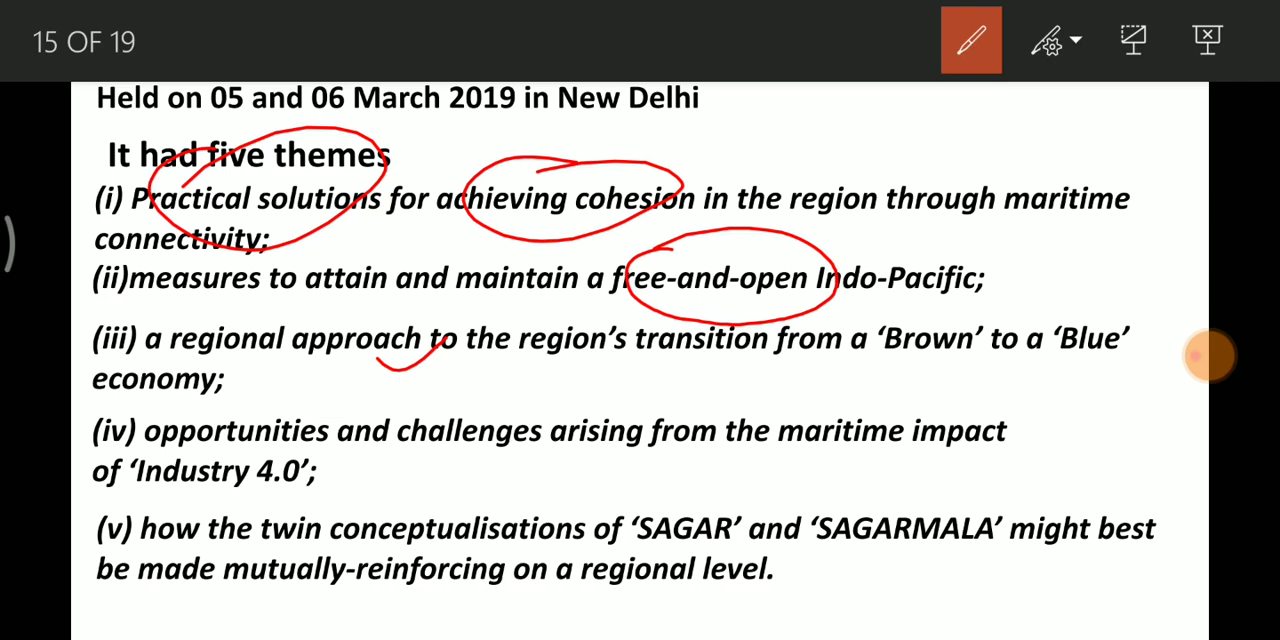 15 OF 19
Held on 05 and 06 March 2019 in New Delhi
It had five themes
(i) Practical solutions for achieving cohesion in the region through maritime
connectivity;
(ii)measures to attain and maintain a free-and-open Indo-Pacific;
(iii) a regional approach to the region’s transition from a ‘Brown’ to a ‘Blue’
economy;
(iv) opportunities and challenges arising from the maritime impact
of ‘Industry 4.0’;
(v) how the twin conceptualisations of ‘SAGAR’ and ‘SAGARMALA’ might best
be made mutually-reinforcing on a regional level.